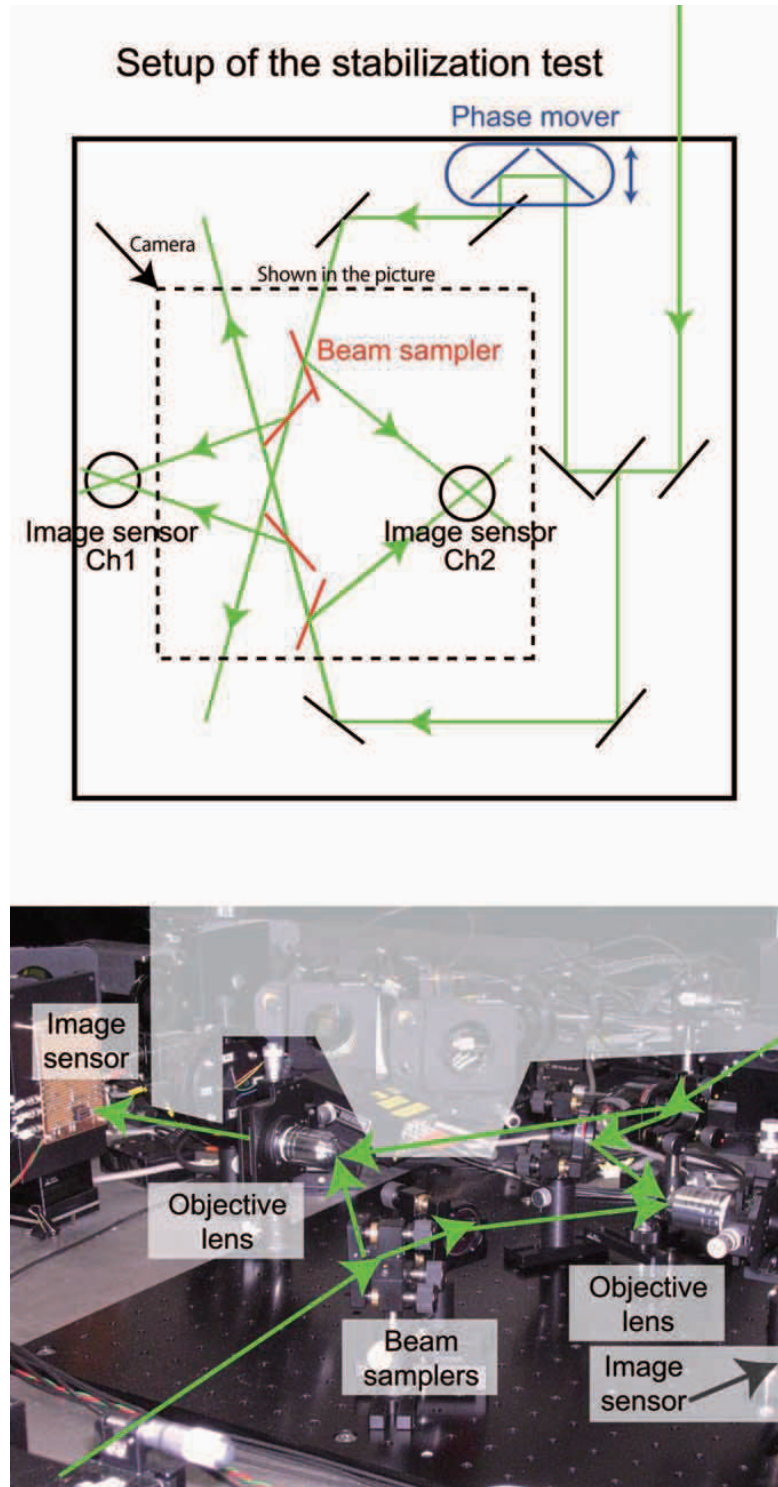 Setup of the stabilization test
Phase mover
Camera
Shown in the picture
Beam sampler
Image sensor
Ch1
Image sensor
Ch2
Image
sensor
Objective
lens
Beam
samplers
Objective
lens
Image
sensor